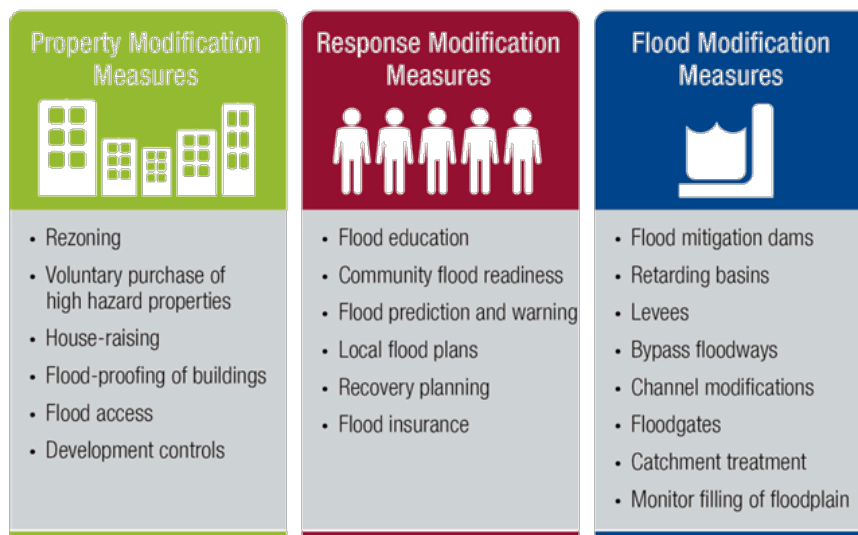 Property Modification
Measures
• Rezoning
• Voluntary purchase of
high hazard properties
• House-raising
• Flood-proofing of buildings
• Flood access
• Development controls
Response Modification
Measures
• Flood education
• Community flood readiness
• Flood prediction and warning
• Local flood plans
• Recovery planning
• Flood insurance
Flood Modification
Measures
• Flood mitigation dams
• Retarding basins
• Levees
• Bypass floodways
• Channel modifications
• Floodgates
• Catchment treatment
• Monitor filling of floodplain